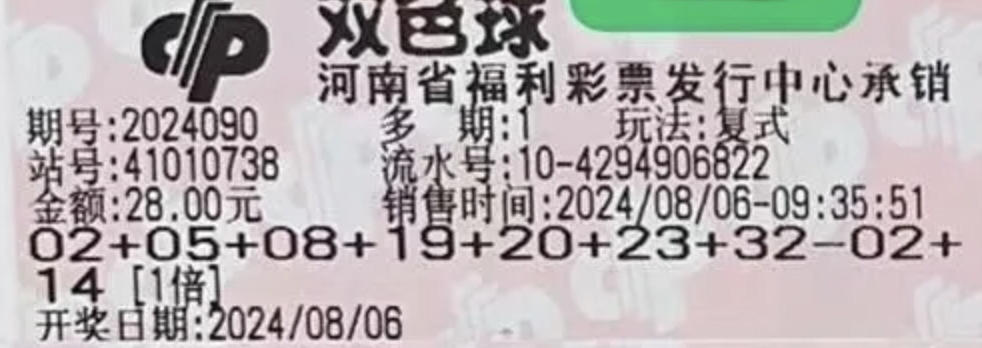 双色球
河南省福利彩票发行中心承销
期号:2024090 多 期:1 玩法:复式
站号:41010738 流水号:10-4294906822
金额:28.00元 销售时间:2024/08/06-09:35:51
02+05+08+19+20+23+32-02+
14 [1倍]
开奖日期:2024/08/06